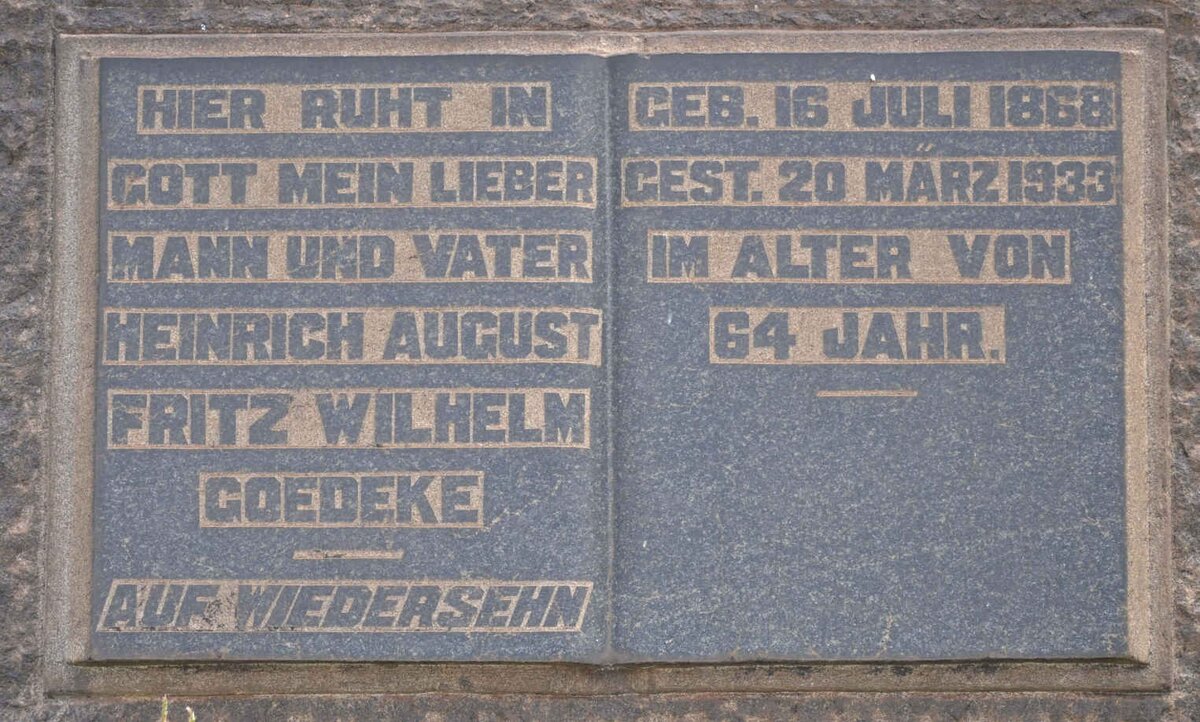 HIER RUHT IN
GOTT MEIN LIEBER
MANN UND VATER
HEINRICH AUGUST
FRITZ WILHELM
GOEDEKE
AUF WIEDERSEHN
GEB. 16 JULI 1868
GEST. 20 MÄRZ.1933
IM ALTER VON
64 JAHR.